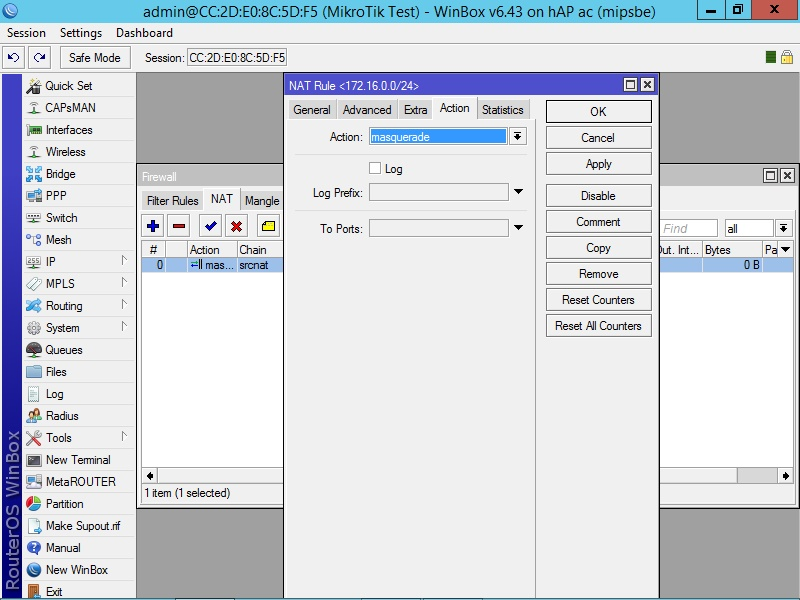 admin@CC:2D:E0:8C:5D:F5 (MikroTik Test) - WinBox v6.43 on hAP ac (mipsbe)
Session Settings Dashboard
Safe Mode Session: CC:2D:E0:8C:5D:F5
Quick Set
CAPsMAN
Interfaces
Wireless
Bridge
PPP
Switch
Mesh
IP
MPLS
Routing
System
Queues
Files
Log
Radius
Tools
New Terminal
MetaROUTER
Partition
Make Supout.rif
Manual
New WinBox
Exit
RouterOS WinBox
Firewall
Filter Rules NAT Mangle
Find all
# Action Chain Out. Int... Bytes Pa
0 mas... srcnat 0 B
1 item (1 selected)
NAT Rule <172.16.0.0/24>
General Advanced Extra Action Statistics
Action: masquerade
Log
Log Prefix:
To Ports:
OK
Cancel
Apply
Disable
Comment
Copy
Remove
Reset Counters
Reset All Counters